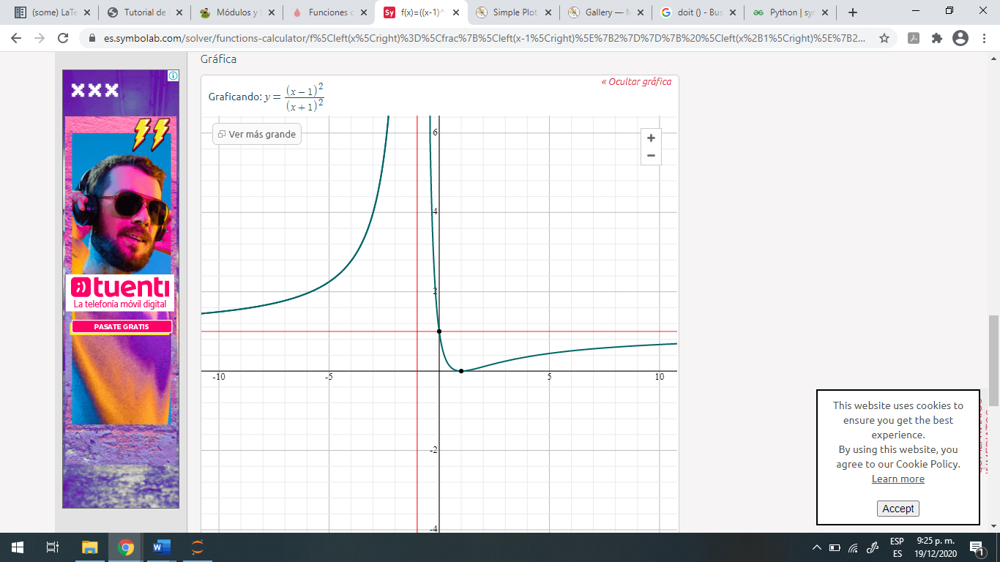 (some) LaTe
Tutorial de
Módulos y
Funciones
f(x)=((x-1)^
Simple Plot
Gallery —
doit () - Bus
Python | syr
es.symbolab.com/solver/functions-calculator/f%5Cleft(x%5Cright)%3D%5Cfrac%7B%5Cleft(x-1%5Cright)%5E%7B2%7D%7D%7B%20%5Cleft(x%2B1%5Cright)%5E%7B2...
Gráfica
« Ocultar gráfica
Graficando: y = (x − 1)^2 / (x + 1)^2
Ver más grande
+
−
6
4
2
-10
-5
5
10
-2
-4
XXX
tuenti
La telefonía móvil digital
PASATE GRATIS
This website uses cookies to
ensure you get the best
experience.
By using this website, you
agree to our Cookie Policy.
Learn more
Accept
ESP
ES
9:25 p. m.
19/12/2020
1